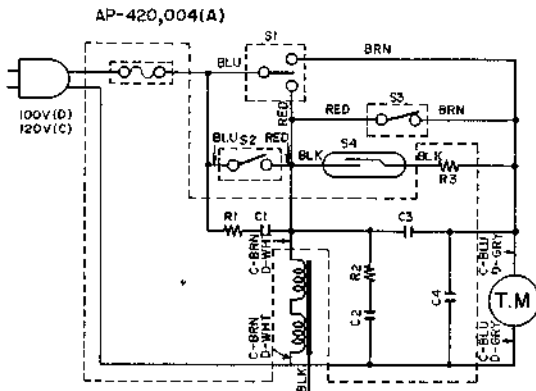 AP-420,004(A)
S1
BRN
BLU
100V(D)
120V(C)
RED
RED
S3
BRN
BLU
S2
RED
BLK
S4
BLK
R3
R1
C1
C3
C-BRN
D-WHT
R2
C2
C4
C-BLU
D-GRY
T.M
C-BRN
D-WHT
C-BLU
D-GRY
BLK